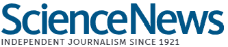 ScienceNews
INDEPENDENT JOURNALISM SINCE 1921